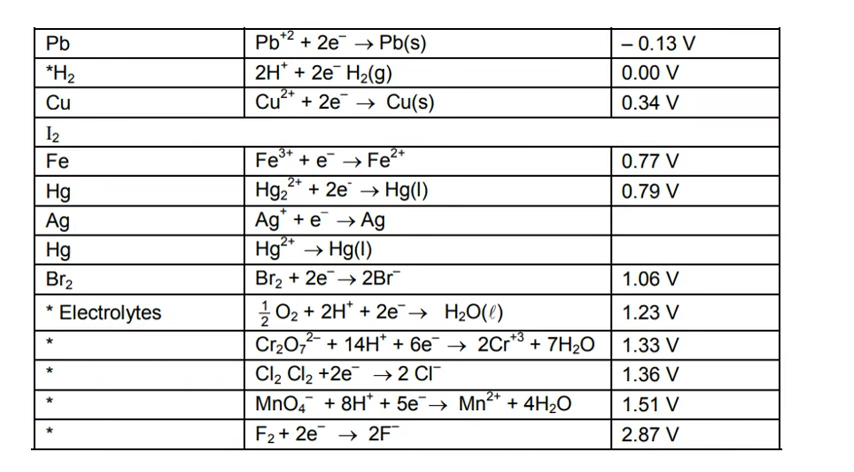 Pb Pb⁺² + 2e⁻ → Pb(s) – 0.13 V
*H₂ 2H⁺ + 2e⁻ H₂(g) 0.00 V
Cu Cu²⁺ + 2e⁻ → Cu(s) 0.34 V
I₂
Fe Fe³⁺ + e⁻ → Fe²⁺ 0.77 V
Hg Hg₂²⁺ + 2e⁻ → Hg(l) 0.79 V
Ag Ag⁺ + e⁻ → Ag
Hg Hg²⁺ → Hg(l)
Br₂ Br₂ + 2e⁻ → 2Br⁻ 1.06 V
* Electrolytes ½ O₂ + 2H⁺ + 2e⁻ → H₂O(ℓ) 1.23 V
* Cr₂O₇²⁻ + 14H⁺ + 6e⁻ → 2Cr⁺³ + 7H₂O 1.33 V
* Cl₂ Cl₂ +2e⁻ → 2 Cl⁻ 1.36 V
* MnO₄⁻ + 8H⁺ + 5e⁻ → Mn²⁺ + 4H₂O 1.51 V
* F₂ + 2e⁻ → 2F⁻ 2.87 V